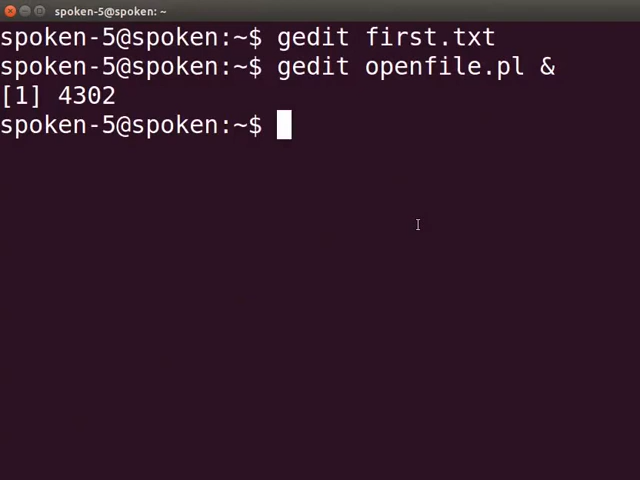 spoken-5@spoken: ~
spoken-5@spoken:~$ gedit first.txt
spoken-5@spoken:~$ gedit openfile.pl &
[1] 4302
spoken-5@spoken:~$